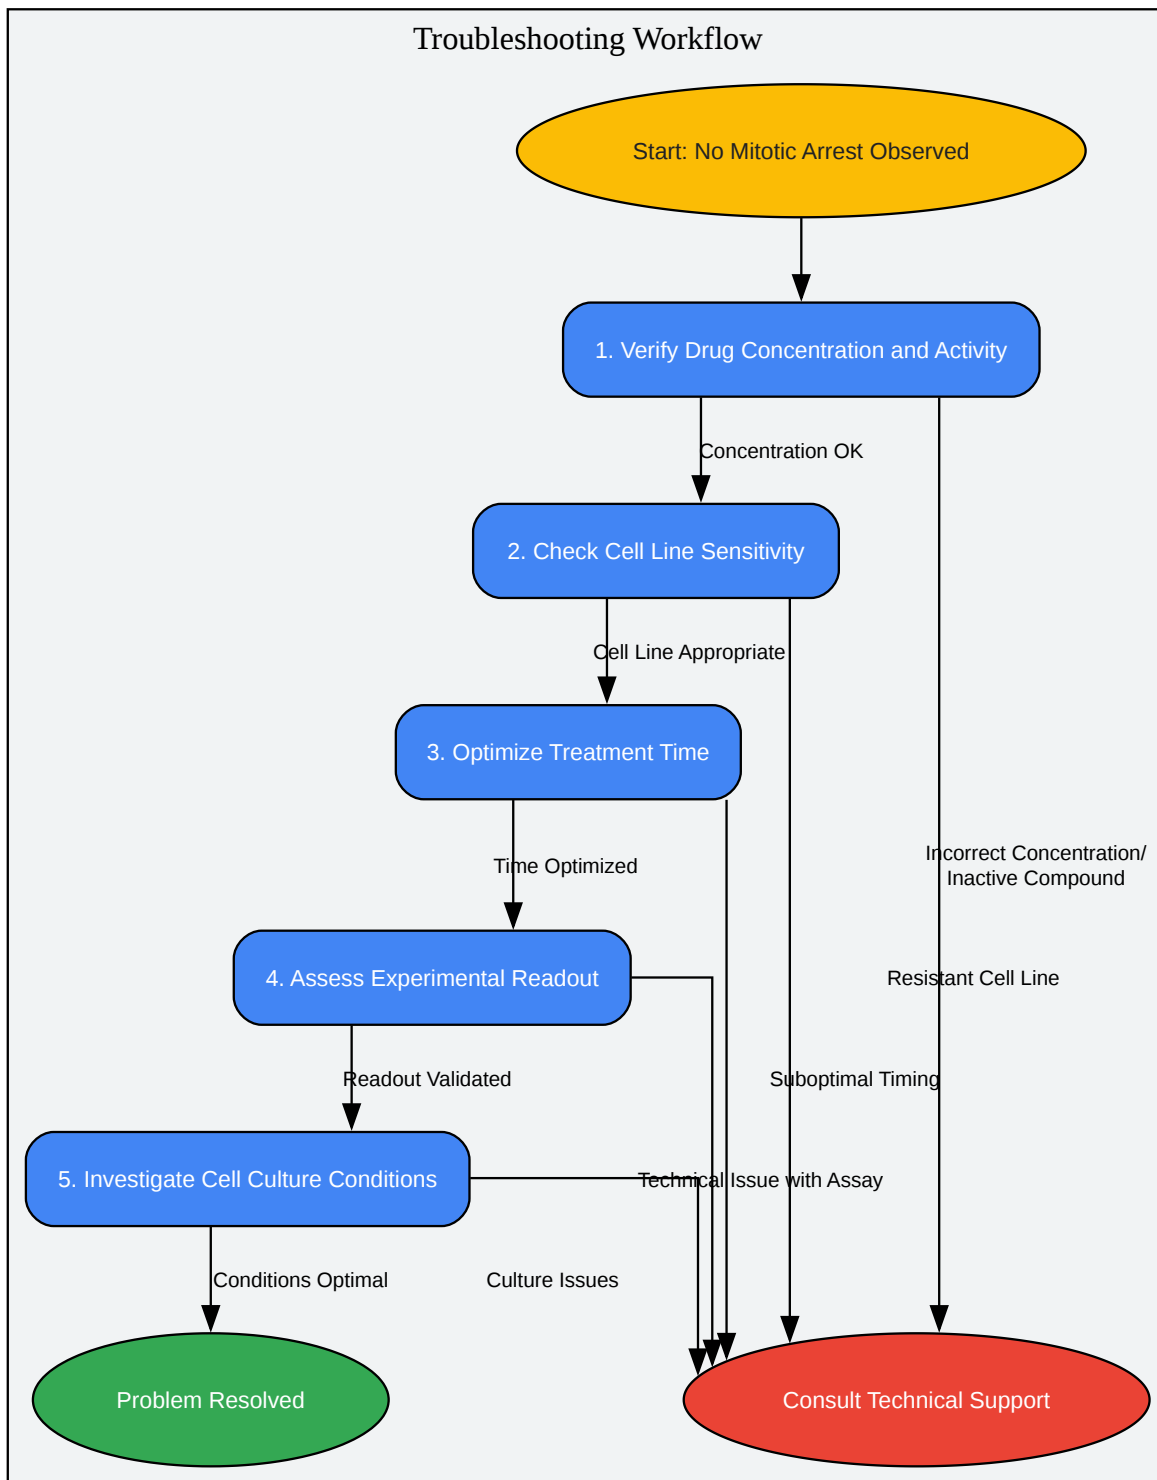 Troubleshooting Workflow
Start: No Mitotic Arrest Observed
1. Verify Drug Concentration and Activity
Concentration OK
2. Check Cell Line Sensitivity
Cell Line Appropriate
3. Optimize Treatment Time
Incorrect Concentration/
Inactive Compound
Time Optimized
4. Assess Experimental Readout
Resistant Cell Line
Readout Validated
Suboptimal Timing
5. Investigate Cell Culture Conditions
Technical Issue with Assay
Conditions Optimal
Culture Issues
Problem Resolved
Consult Technical Support